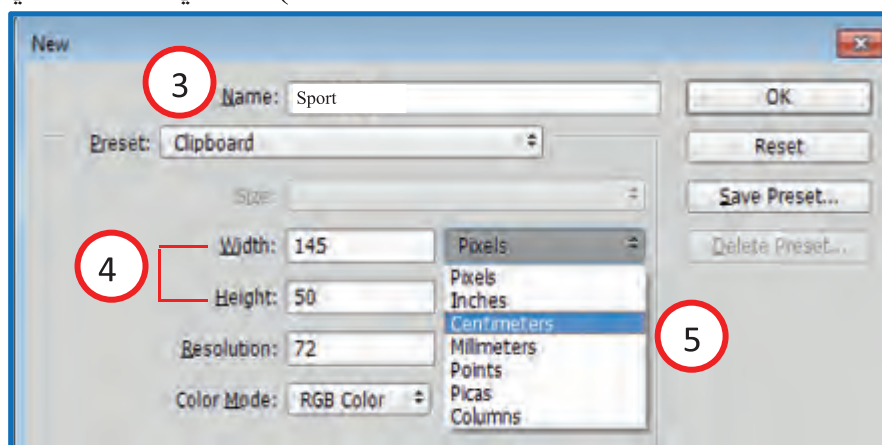 New
3 Name: Sport OK
Preset: Clipboard Reset
Size: Save Preset...
4 Width: 145 Pixels Delete Preset...
Pixels
Height: 50 Inches
Centimeters 5
Resolution: 72 Millimeters
Points
Color Mode: RGB Color Picas
Columns